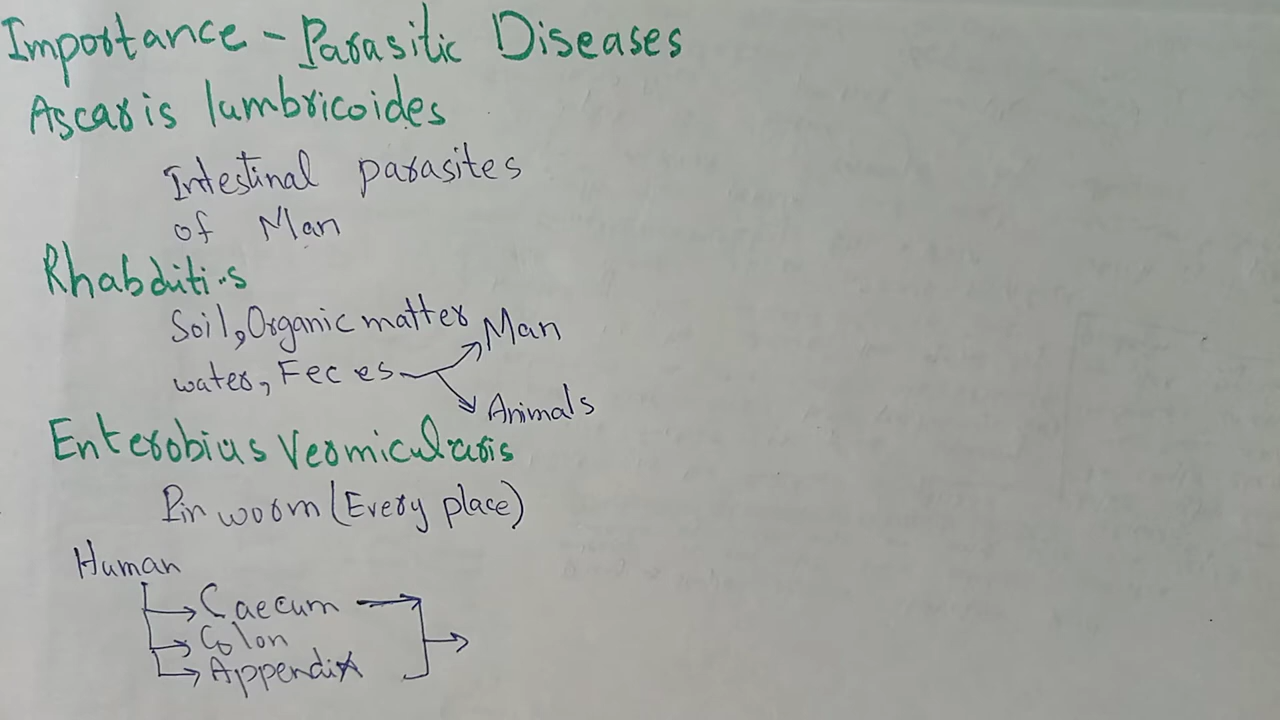 Importance - Parasitic Diseases
Ascaris lumbricoides
Intestinal parasites
of Man
Rhabditis
Soil, Organic matter
Man
water, Feces
Animals
Enterobius Vermicularis
Pin worm (Every place)
Human
Caecum
Colon
Appendix